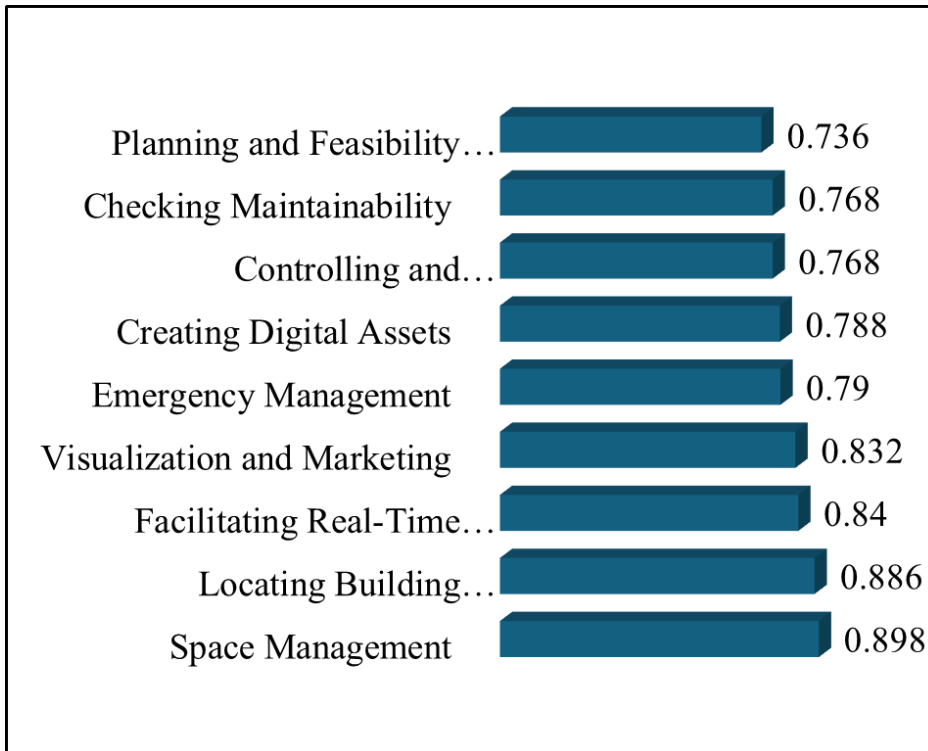 Planning and Feasibility… 0.736
Checking Maintainability 0.768
Controlling and… 0.768
Creating Digital Assets 0.788
Emergency Management 0.79
Visualization and Marketing 0.832
Facilitating Real-Time… 0.84
Locating Building… 0.886
Space Management 0.898